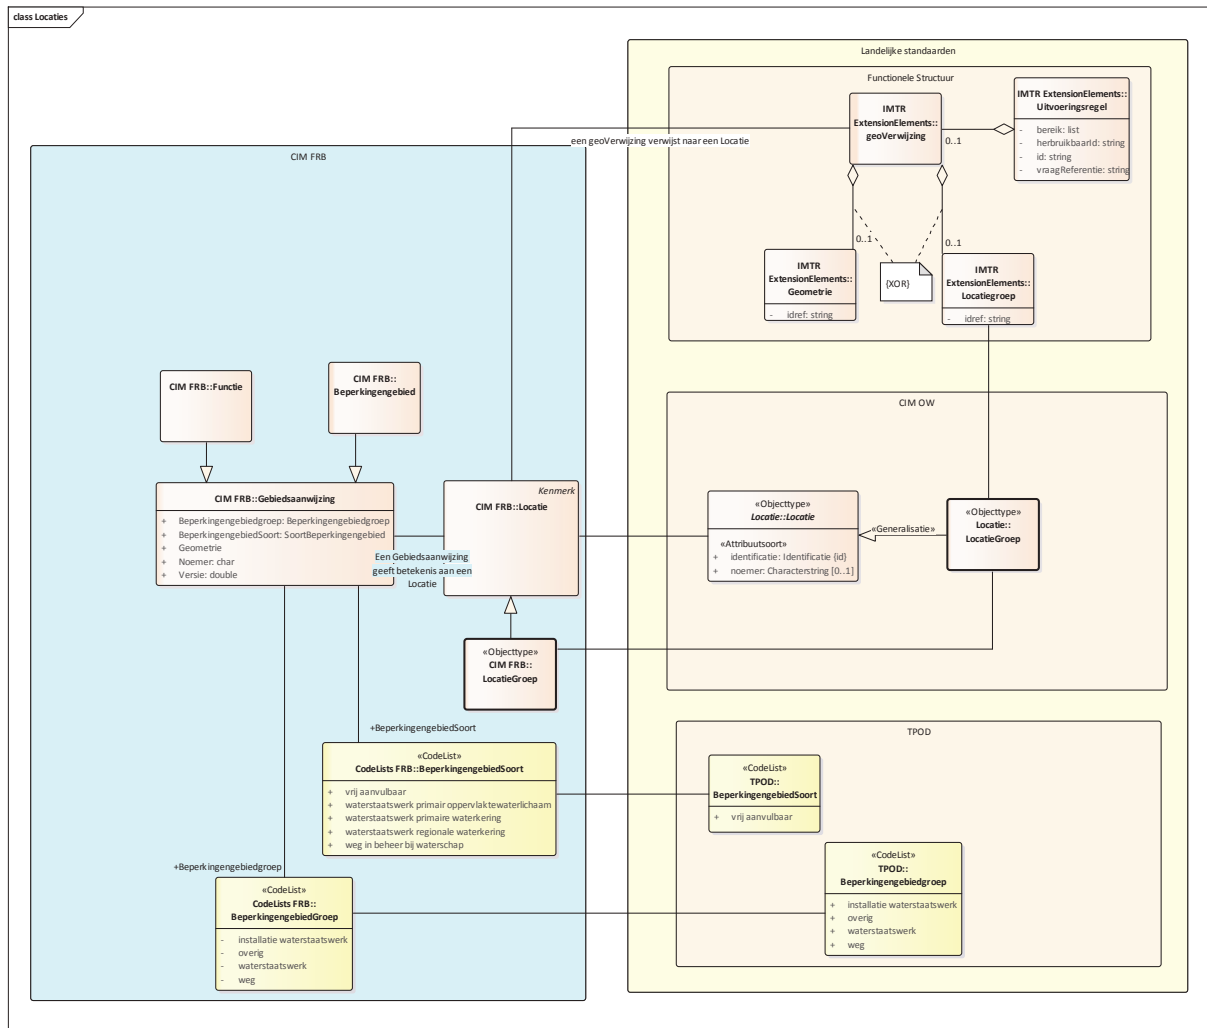 class Locaties
Landelijke standaarden
Functionele Structuur
IMTR
ExtensionElements::
geoVerwijzing
IMTR ExtensionElements::
Uitvoeringsregel
- bereik: list
- herbruikbaarId: string
- id: string
- vraagReferentie: string
0..1
een geoVerwijzing verwijst naar een Locatie
0..1
0..1
{XOR}
IMTR
ExtensionElements::
Geometrie
- idref: string
IMTR
ExtensionElements::
Locatiegroep
- idref: string
CIM FRB
CIM FRB::Functie
CIM FRB::
Beperkingengebied
CIM FRB::Gebiedsaanwijzing
+ Beperkingengebiedgroep: Beperkingengebiedgroep
+ BeperkingengebiedSoort: SoortBeperkingengebied
+ Geometrie
+ Noemer: char
+ Versie: double
Een Gebiedsaanwijzing
geeft betekenis aan een
Locatie
Kenmerk
CIM FRB::Locatie
«Objecttype»
CIM FRB::
LocatieGroep
CIM OW
«Objecttype»
Locatie::Locatie
«Attribuutsoort»
+ identificatie: Identificatie {id}
+ noemer: Characterstring [0..1]
«Generalisatie»
«Objecttype»
Locatie::
LocatieGroep
+BeperkingengebiedSoort
«CodeList»
CodeLists FRB::BeperkingengebiedSoort
+ vrij aanvulbaar
+ waterstaatswerk primair oppervlaktewaterlichaam
+ waterstaatswerk primaire waterkering
+ waterstaatswerk regionale waterkering
+ weg in beheer bij waterschap
+Beperkingengebiedgroep
«CodeList»
CodeLists FRB::
BeperkingengebiedGroep
- installatie waterstaatswerk
- overig
- waterstaatswerk
- weg
TPOD
«CodeList»
TPOD::
BeperkingengebiedSoort
+ vrij aanvulbaar
«CodeList»
TPOD::
Beperkingengebiedgroep
+ installatie waterstaatswerk
+ overig
+ waterstaatswerk
+ weg